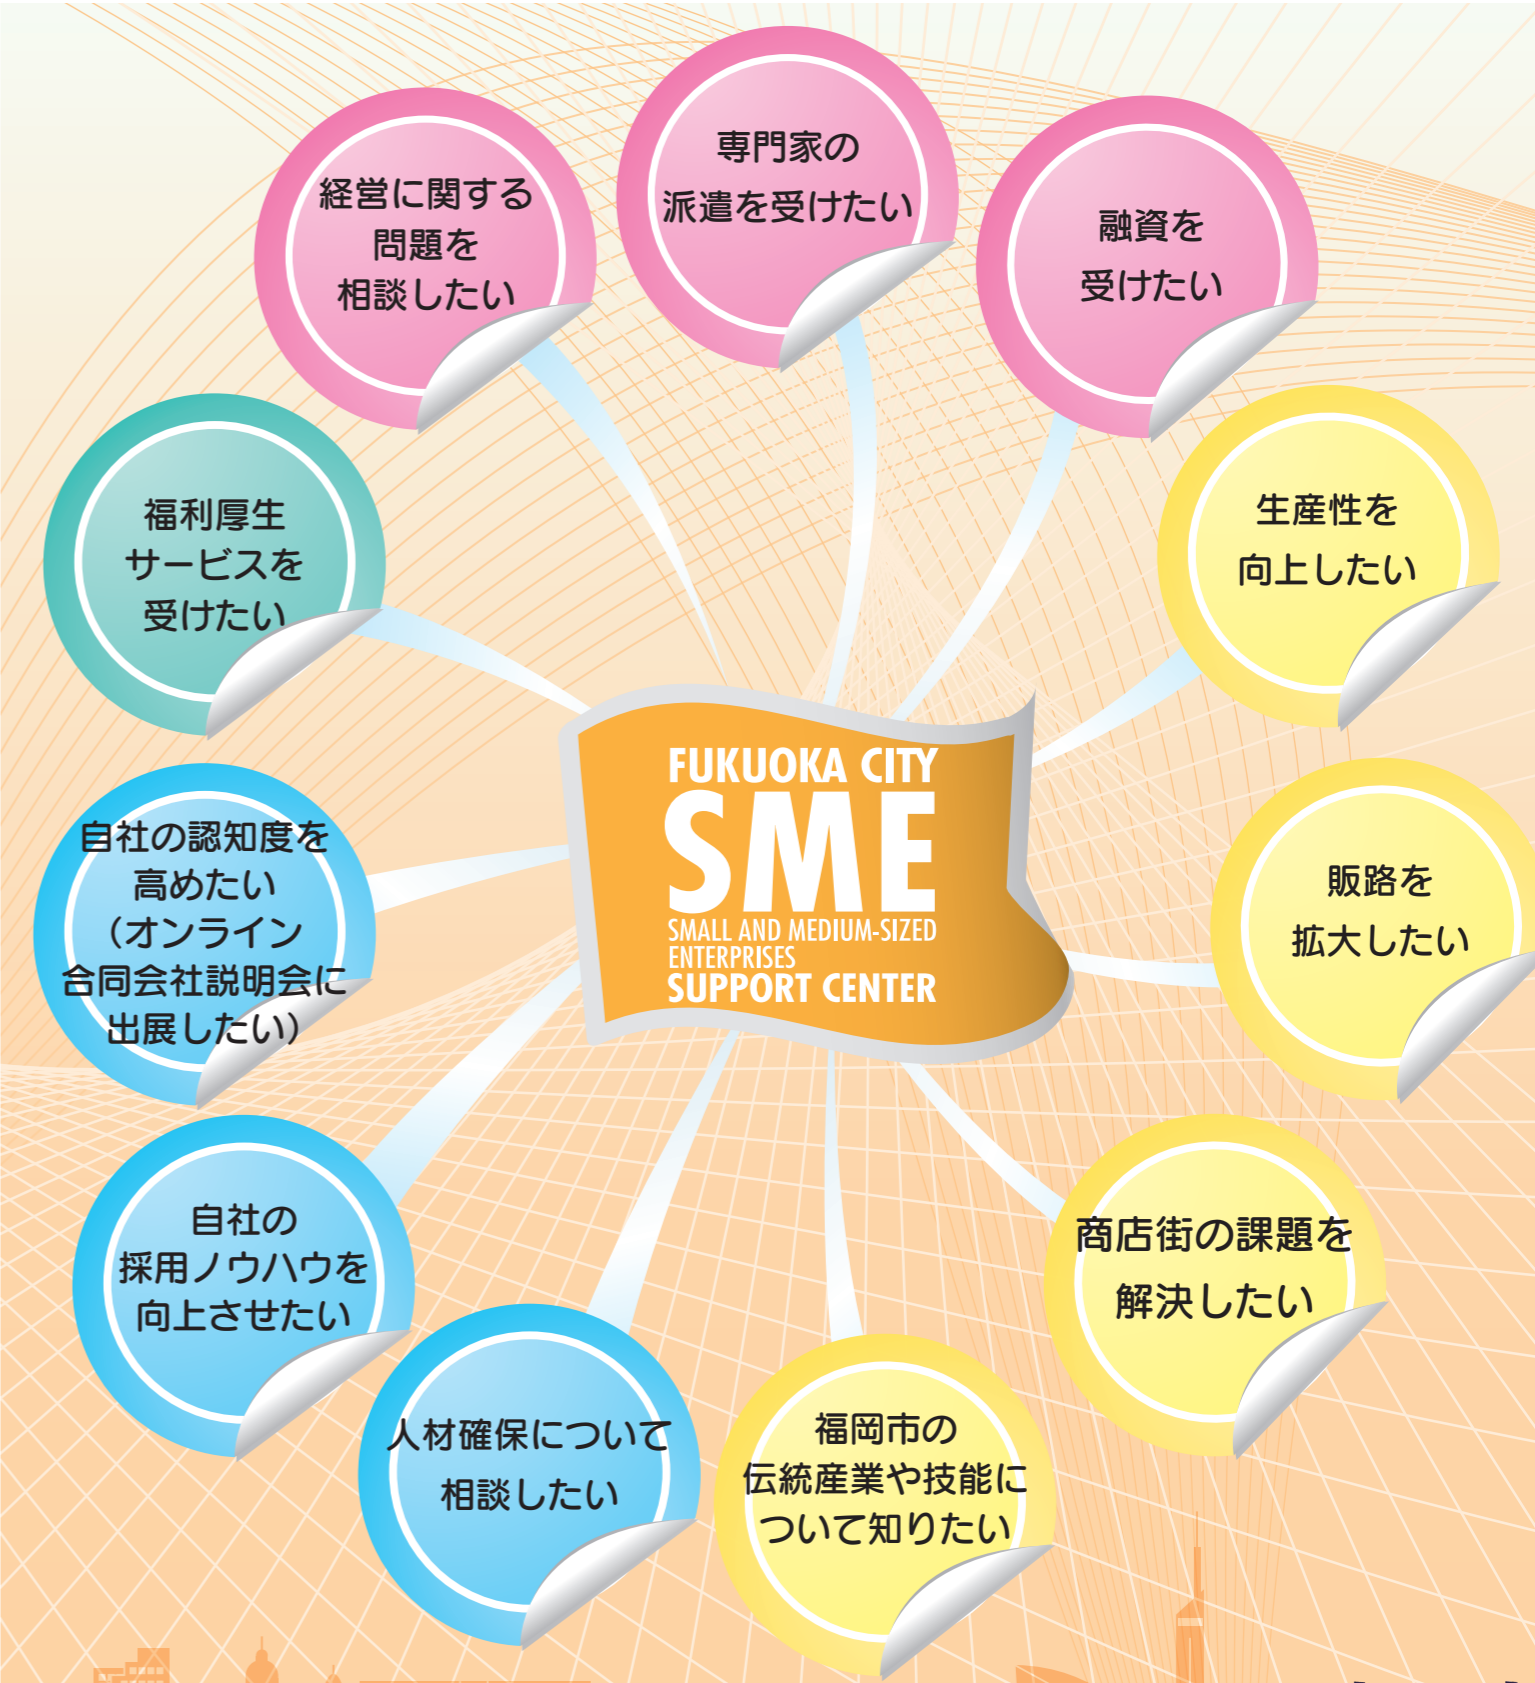 経営に関する
問題を
相談したい
専門家の
派遣を受けたい
融資を
受けたい
生産性を
向上したい
販路を
拡大したい
商店街の課題を
解決したい
福岡市の
伝統産業や技能に
ついて知りたい
人材確保について
相談したい
自社の
採用ノウハウを
向上させたい
自社の認知度を
高めたい
(オンライン
合同会社説明会に
出展したい)
福利厚生
サービスを
受けたい
FUKUOKA CITY
SME
SMALL AND MEDIUM-SIZED
ENTERPRISES
SUPPORT CENTER